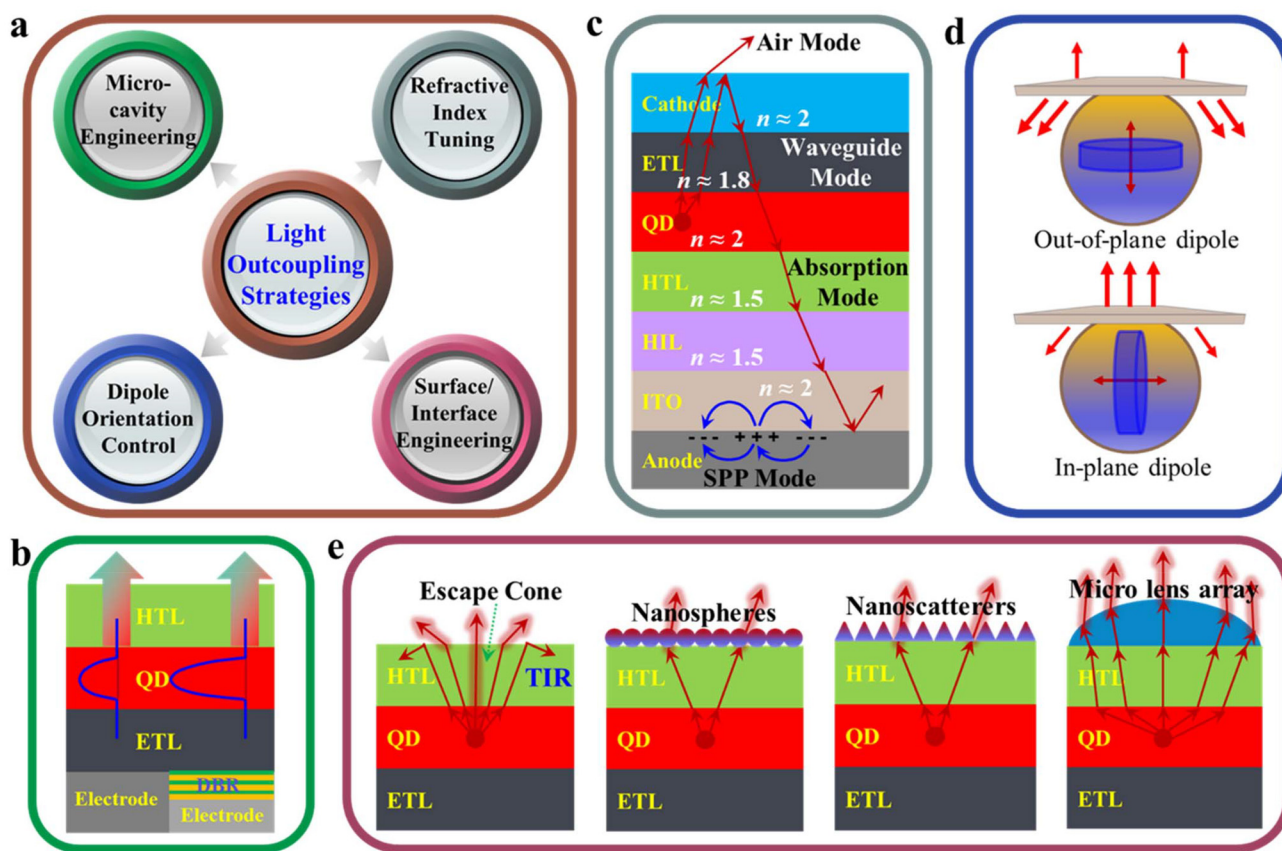 a
Micro-
cavity
Engineering
Refractive
Index
Tuning
Light
Outcoupling
Strategies
Dipole
Orientation
Control
Surface/
Interface
Engineering
b
HTL
QD
ETL
Electrode
DBR
Electrode
c
Air Mode
Cathode
n ≈ 2
ETL
Waveguide
Mode
n ≈ 1.8
QD
n ≈ 2
HTL
Absorption
Mode
n ≈ 1.5
HIL
n ≈ 1.5
ITO
n ≈ 2
- - - + + + - - -
Anode
SPP Mode
d
Out-of-plane dipole
In-plane dipole
e
Escape Cone
HTL
TIR
QD
ETL
Nanospheres
HTL
QD
ETL
Nanoscatterers
HTL
QD
ETL
Micro lens array
HTL
QD
ETL